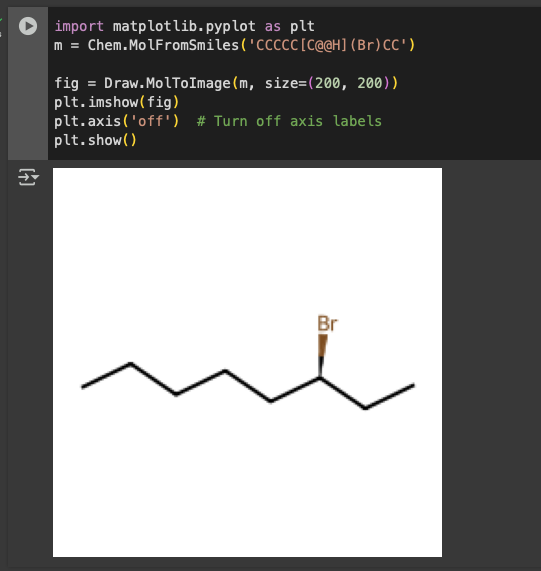 import matplotlib.pyplot as plt
m = Chem.MolFromSmiles('CCCCC[C@@H](Br)CC')
fig = Draw.MolToImage(m, size=(200, 200))
plt.imshow(fig)
plt.axis('off')  # Turn off axis labels
plt.show()
Br